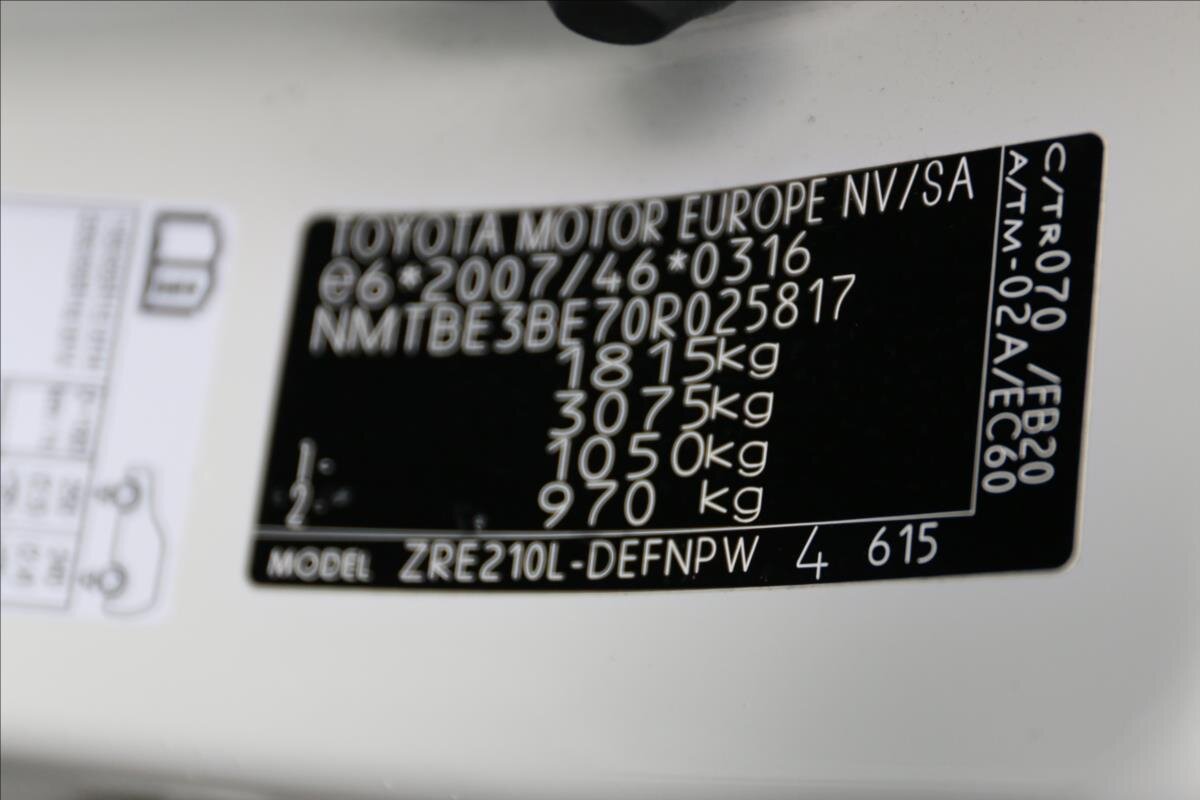 TOYOTA MOTOR EUROPE NV/SA
e6*2007/46*0316
NMTBE3BE70R025817
1815kg
3075kg
1- 1050kg
2- 970 kg
MODEL ZRE210L-DEFNPW 4 615
C/TR070 /FB20
A/TM-02A/EC60